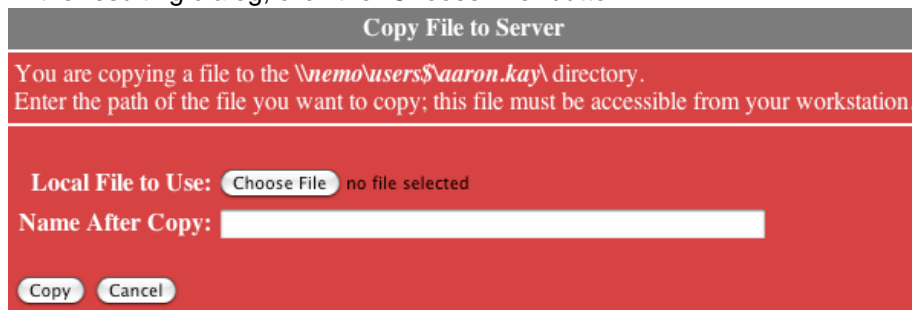 Copy File to Server
You are copying a file to the \\nemo\users$\aaron.kay\ directory.
Enter the path of the file you want to copy; this file must be accessible from your workstation
Local File to Use: Choose File no file selected
Name After Copy:
Copy Cancel